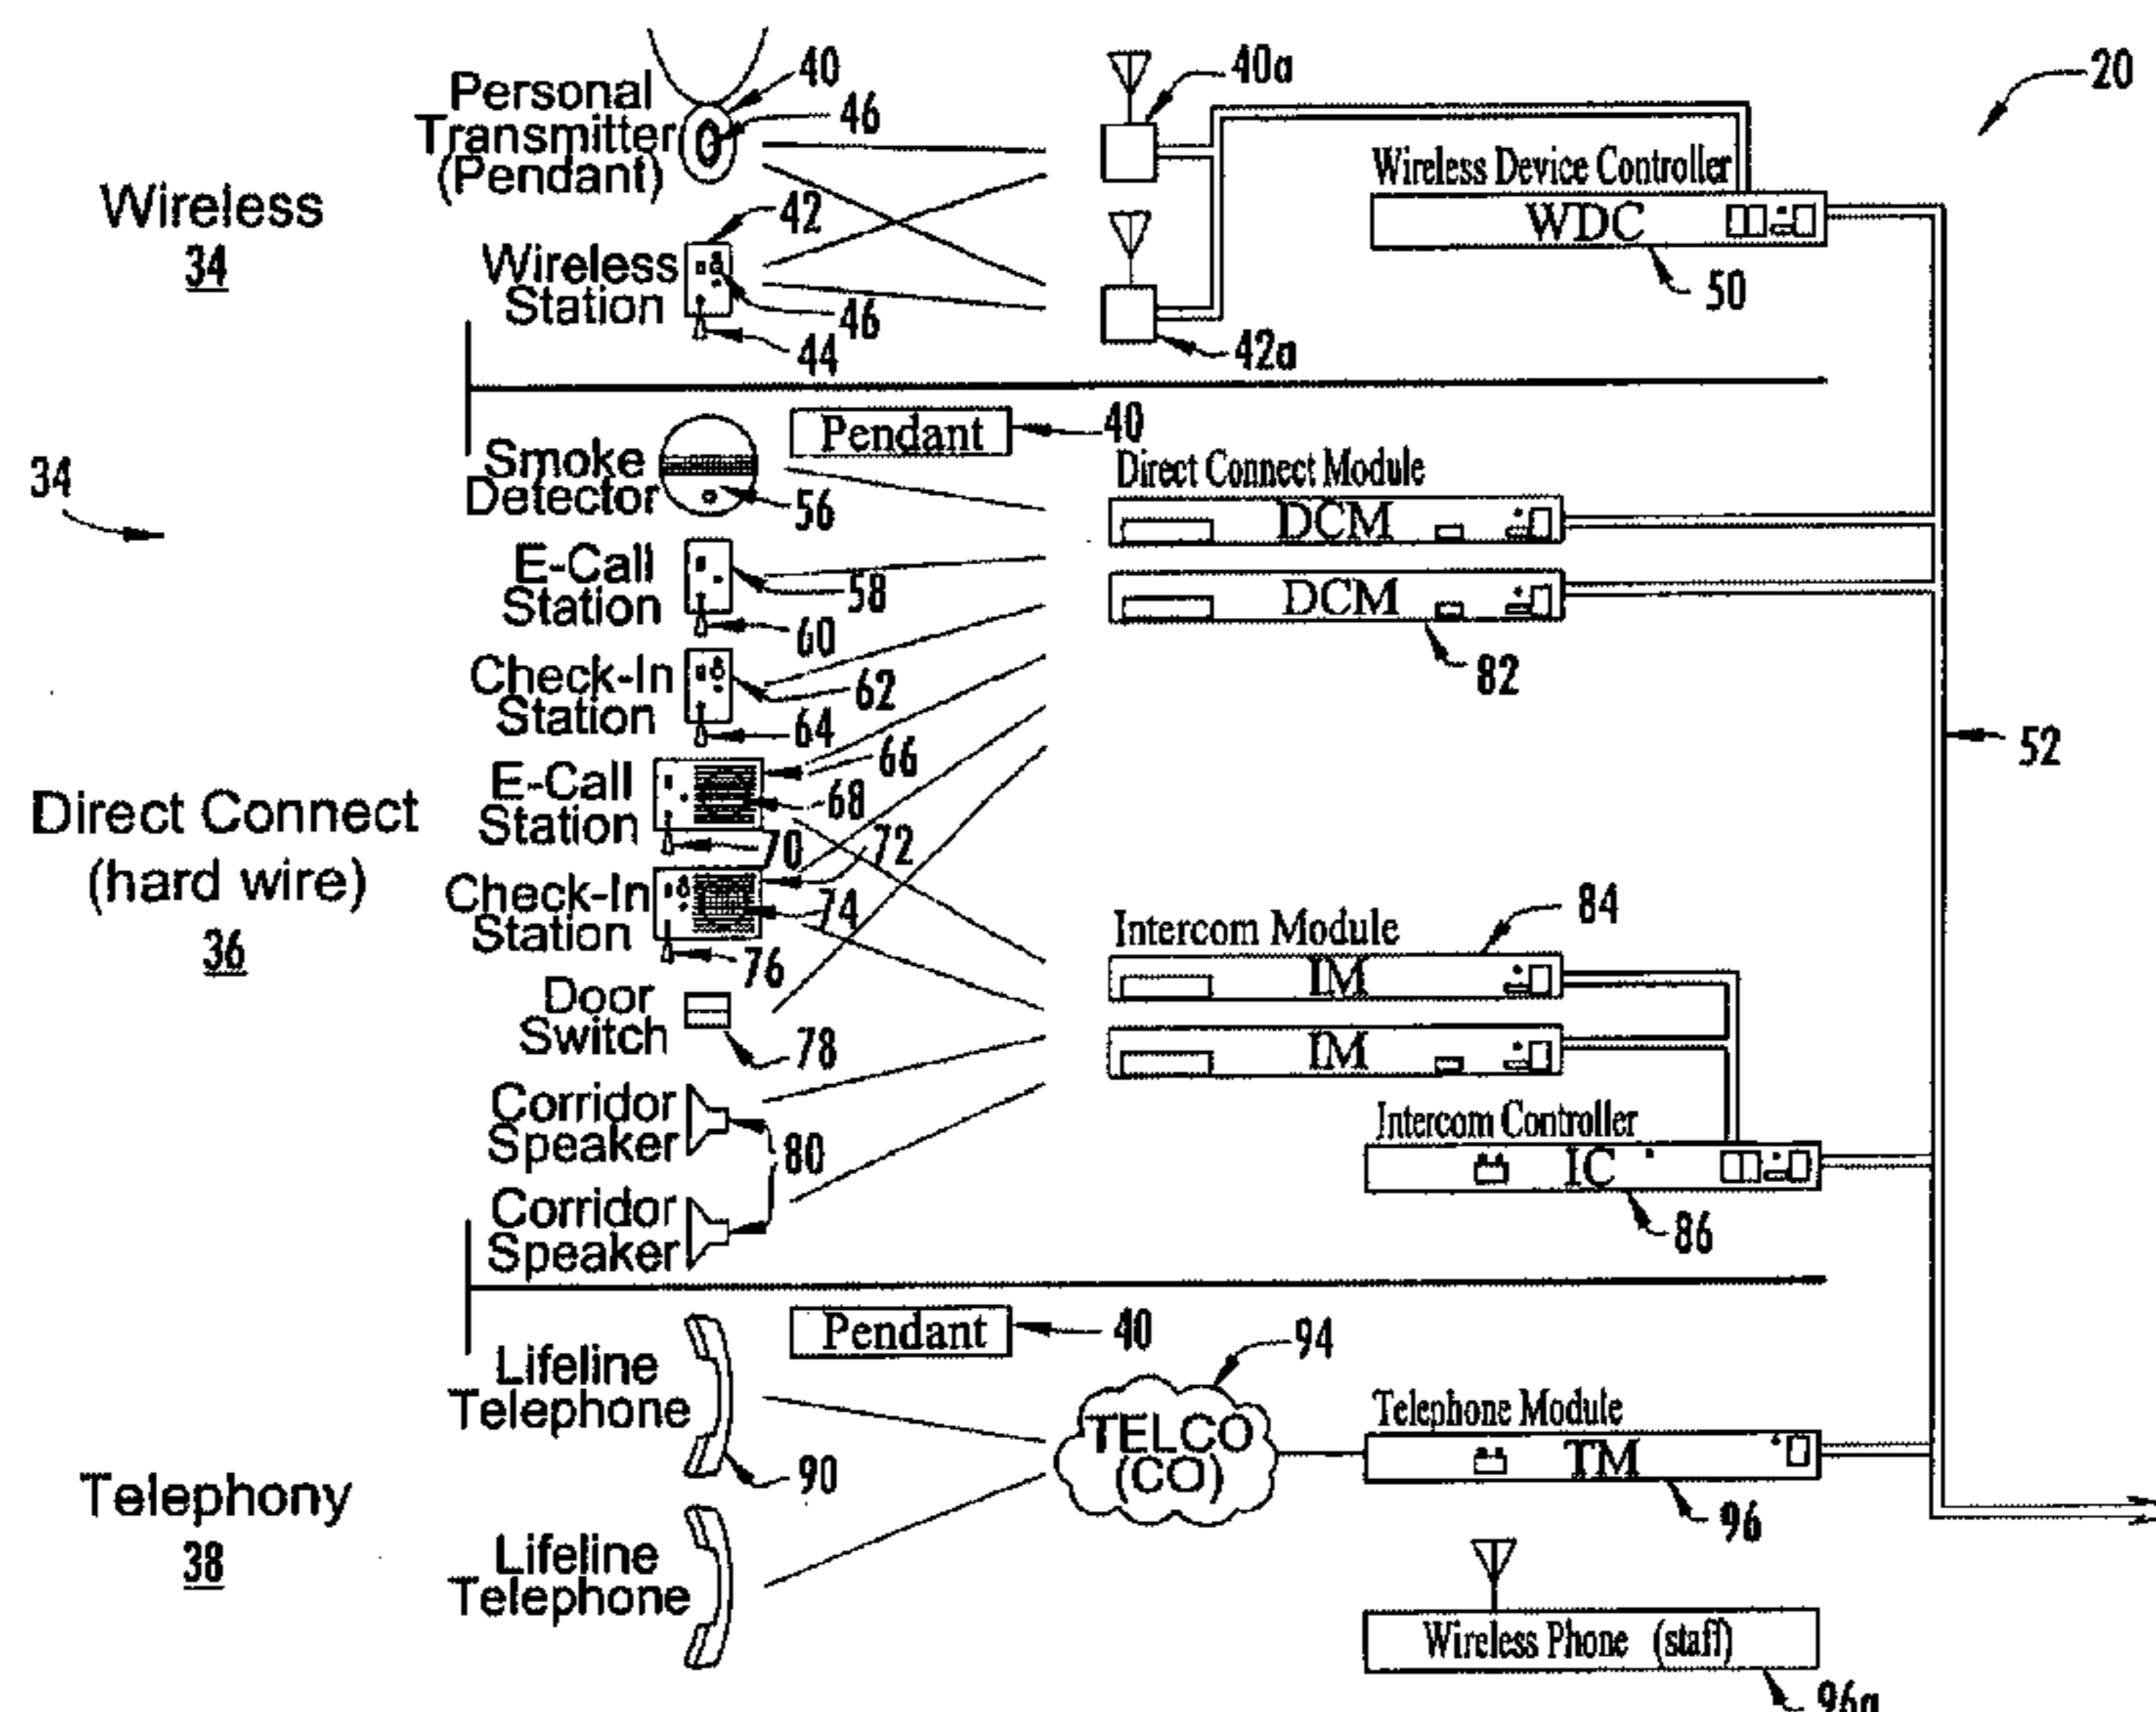 20
Wireless
34
Personal
Transmitter
(Pendant)
40
46
40a
Wireless Device Controller
WDC
50
Wireless
Station
42
46
44
42a
34
Direct Connect
(hard wire)
36
Pendant
40
Smoke
Detector
56
Direct Connect Module
DCM
DCM
82
E-Call
Station
58
60
Check-In
Station
62
64
E-Call
Station
66
68
70
52
Check-In
Station
72
74
76
Intercom Module
84
IM
IM
Door
Switch
78
Corridor
Speaker
80
Corridor
Speaker
Intercom Controller
IC
86
Telephony
38
Pendant
40
Lifeline
Telephone
90
94
TELCO
(CO)
Telephone Module
TM
96
Lifeline
Telephone
Wireless Phone (staff)
96a